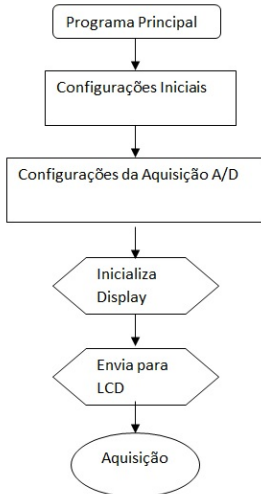 Programa Principal
Configurações Iniciais
Configurações da Aquisição A/D
Inicializa
Display
Envia para
LCD
Aquisição